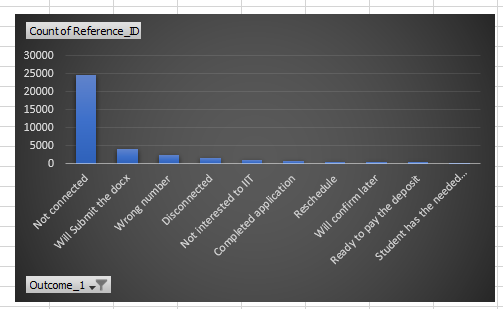 Count of Reference_ID
30000
25000
20000
15000
10000
5000
0
Not connected
Will Submit the docx
Wrong number
Disconnected
Not interested to IIT
Completed application
Reschedule
Will confirm later
Ready to pay the deposit
Student has the needed...
Outcome_1